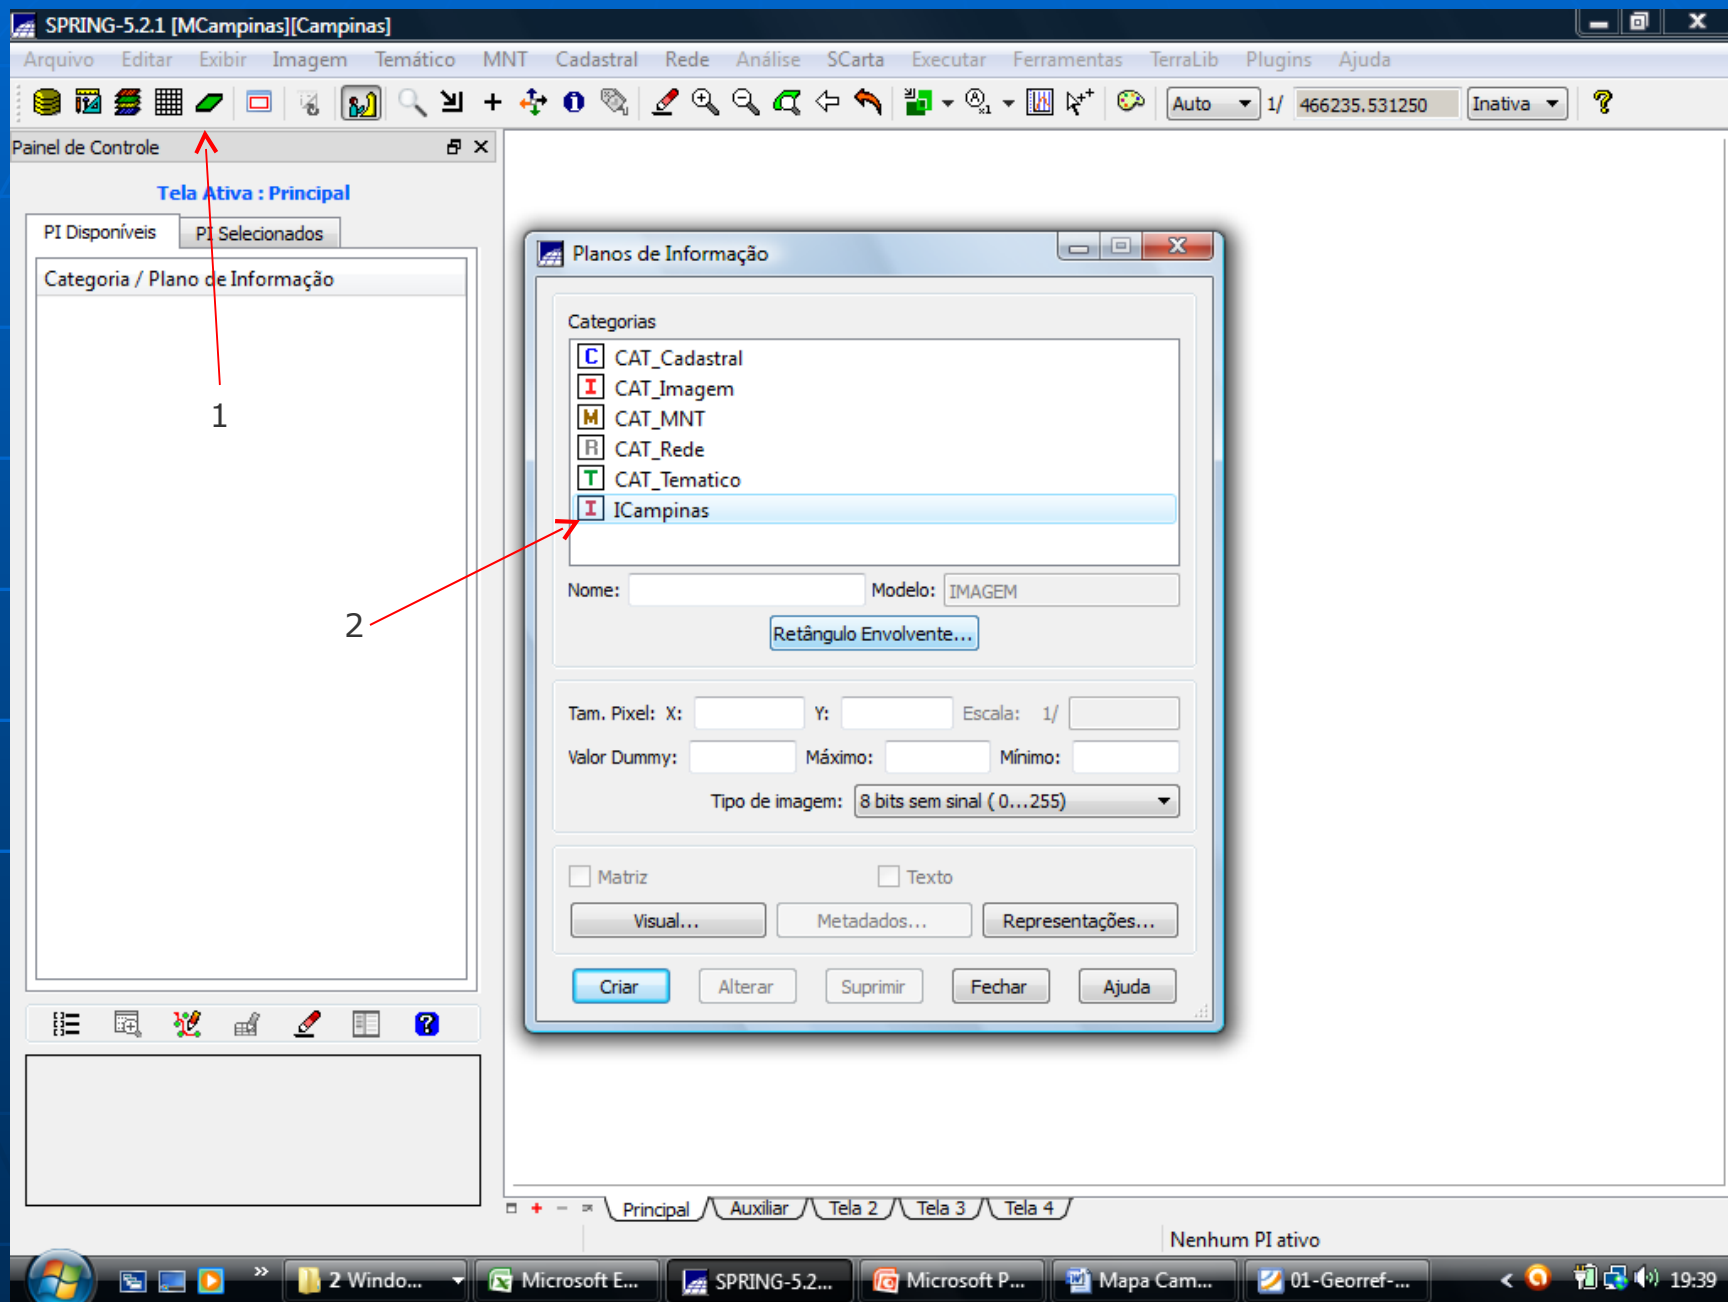 SPRING-5.2.1 [MCampinas][Campinas]
Arquivo Editar Exibir Imagem Temático MNT Cadastral Rede Análise SCarta Executar Ferramentas TerraLib Plugins Ajuda
Auto 1/ 466235.531250 Inativa
Painel de Controle
Tela Ativa : Principal
PI Disponíveis PI Selecionados
Categoria / Plano de Informação
1
2
Planos de Informação
Categorias
C CAT_Cadastral
I CAT_Imagem
M CAT_MNT
R CAT_Rede
T CAT_Tematico
I ICampinas
Nome: Modelo: IMAGEM
Retângulo Envolvente...
Tam. Pixel: X: Y: Escala: 1/
Valor Dummy: Máximo: Mínimo:
Tipo de imagem: 8 bits sem sinal ( 0...255)
Matriz Texto
Visual... Metadados... Representações...
Criar Alterar Suprimir Fechar Ajuda
Principal Auxiliar Tela 2 Tela 3 Tela 4
Nenhum PI ativo
2 Windo... Microsoft E... SPRING-5.2... Microsoft P... Mapa Cam... 01-Georref-... 19:39